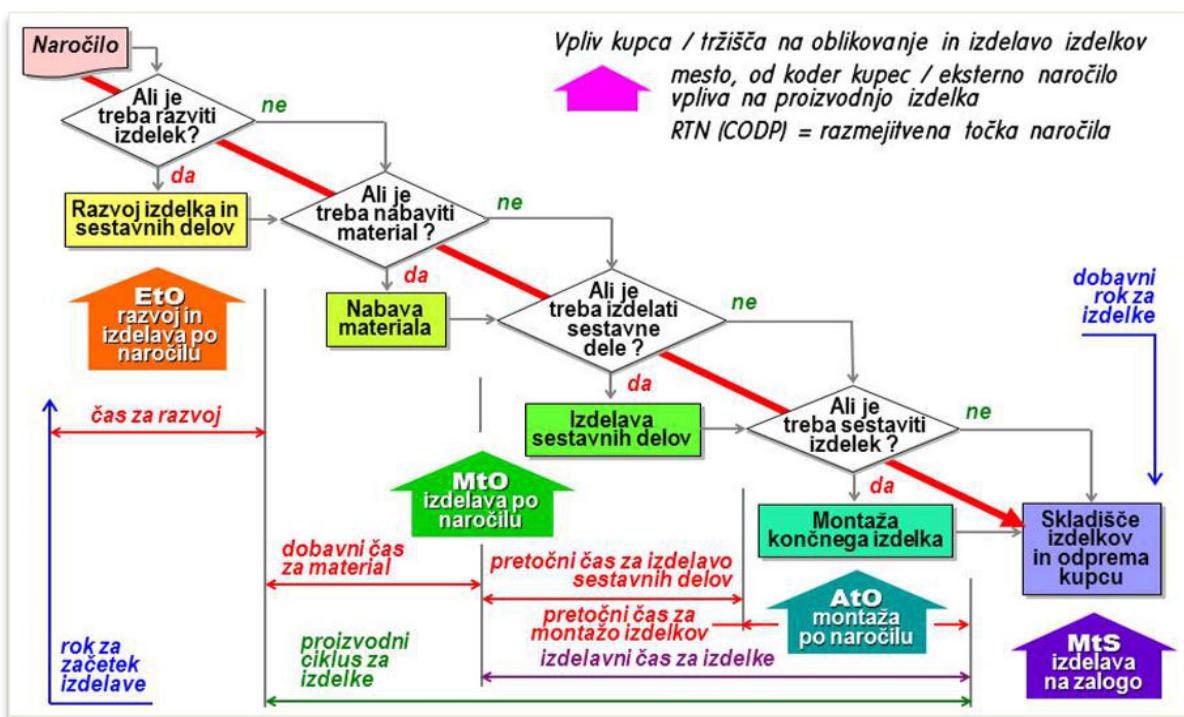 Naročilo
Vpliv kupca / tržišča na oblikovanje in izdelavo izdelkov
mesto, od koder kupec / eksterno naročilo
vpliva na proizvodnjo izdelka
RTN (CODP) = razmejitvena točka naročila
Ali je
treba razviti
izdelek?
ne
da
Razvoj izdelka in
sestavnih delov
Ali je
treba nabaviti
material ?
ne
da
Nabava
materiala
Ali je
treba izdelati
sestavne
dele ?
ne
da
Izdelava
sestavnih delov
Ali je
treba sestaviti
izdelek ?
ne
da
Montaža
končnega izdelka
Skladišče
izdelkov
in odprema
kupcu
dobavni
rok za
izdelke
EtO
razvoj in
izdelava po
naročilu
čas za razvoj
MtO
izdelava po
naročilu
dobavni čas
za material
pretočni čas za izdelavo
sestavnih delov
pretočni čas za
montažo izdelkov
AtO
montaža
po naročilu
MtS
izdelava
na zalogo
rok za
začetek
izdelave
proizvodni
ciklus za
izdelke
izdelavni čas za izdelke